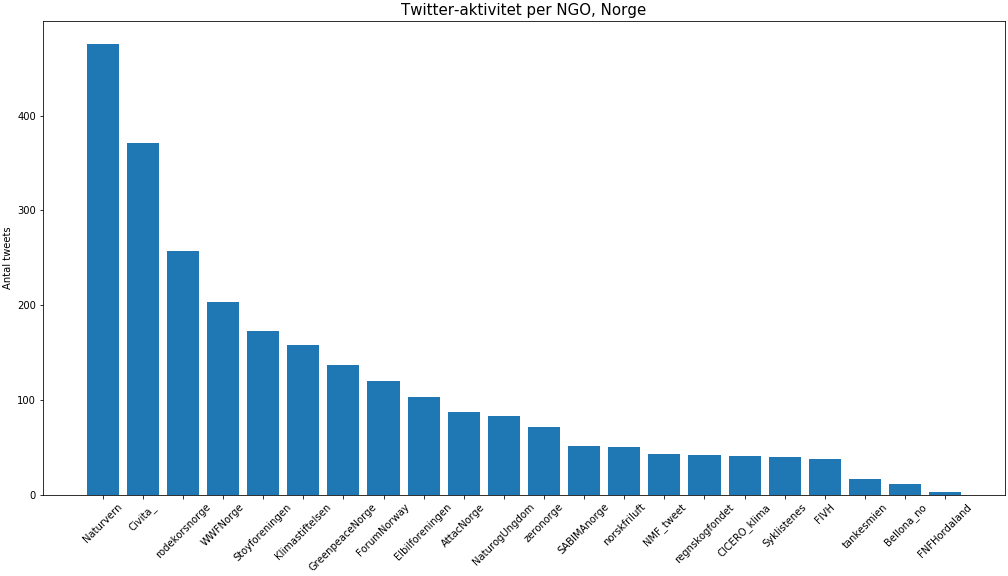 Twitter-aktivitet per NGO, Norge
Antal tweets
400
300
200
100
0
Naturvern
Civita_
rodekorsnorge
WWFNorge
Stoyforeningen
Klimastiftelsen
GreenpeaceNorge
ForumNorway
Elbilforeningen
AttacNorge
NaturogUngdom
zeronorge
SABIMAnorge
norskfriluft
NMF_tweet
regnskogfondet
CICERO_klima
Syklistenes
FIVH
tankesmien
Bellona_no
FNFHordaland